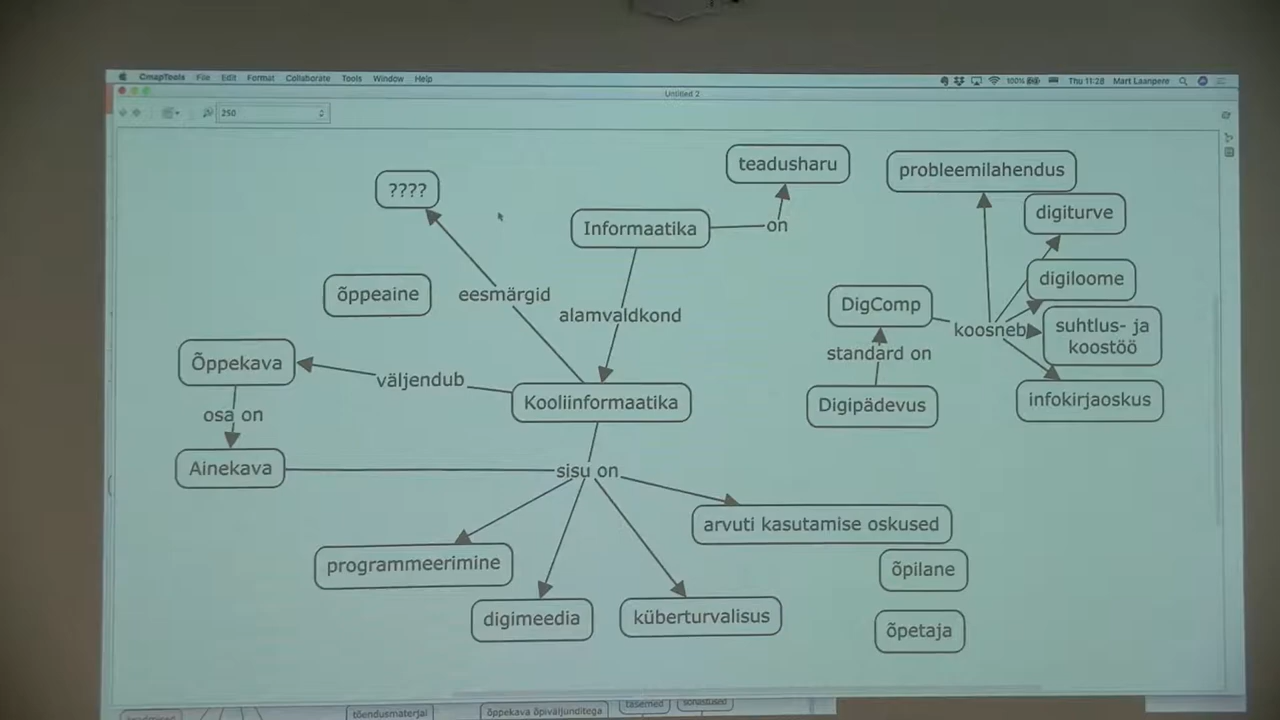 CmapTools File Edit Format Collaborate Tools Window Help
100% Thu 11:28 Mart Laanpere
Untitled 2
250
teadusharu
probleemilahendus
????
digiturve
Informaatika
on
digiloome
õppeaine
eesmärgid
DigComp
alamvaldkond
koosneb
suhtlus- ja
koostöö
standard on
Õppekava
väljendub
Kooliinformaatika
Digipädevus
infokirjaoskus
osa on
Ainekava
sisu on
arvuti kasutamise oskused
programmeerimine
õpilane
digimeedia
küberturvalisus
õpetaja
tõendusmaterjal
õppekava õpiväljunditega
tasemed